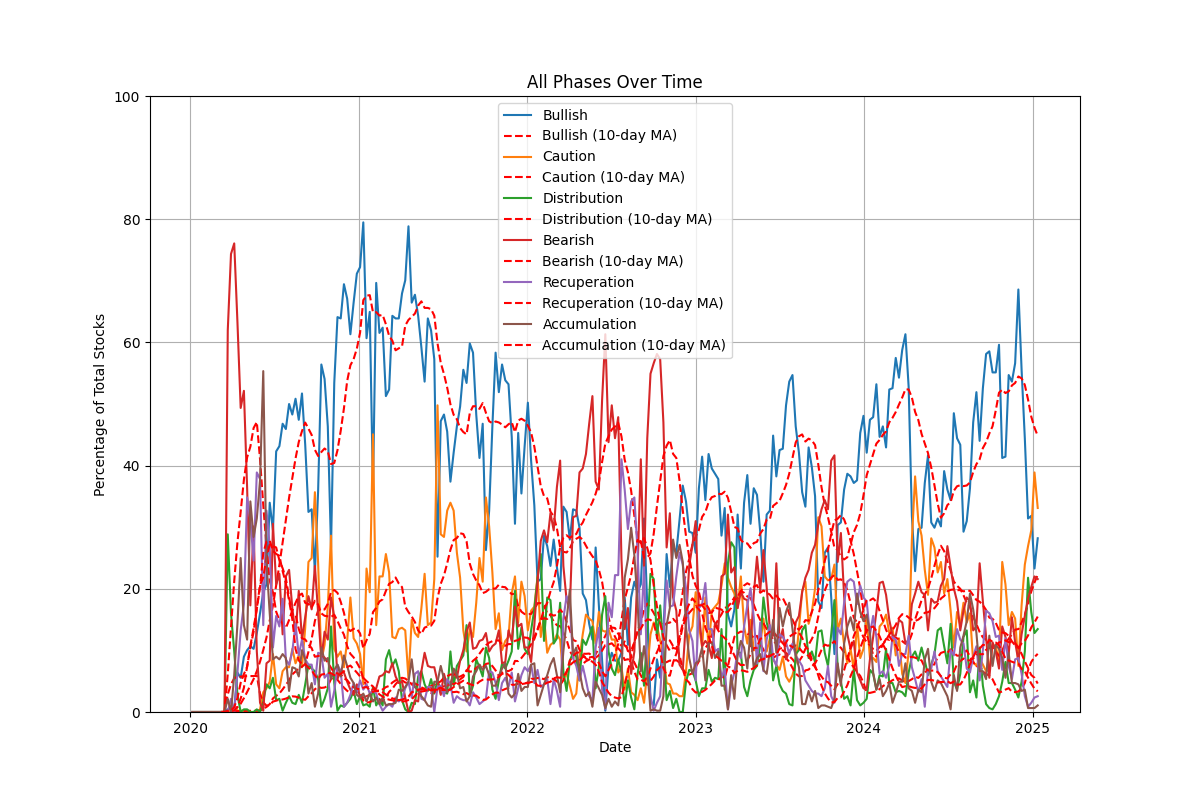 All Phases Over Time
Percentage of Total Stocks
100
80
60
40
20
0
Bullish
Bullish (10-day MA)
Caution
Caution (10-day MA)
Distribution
Distribution (10-day MA)
Bearish
Bearish (10-day MA)
Recuperation
Recuperation (10-day MA)
Accumulation
Accumulation (10-day MA)
2020 2021 2022 2023 2024 2025
Date